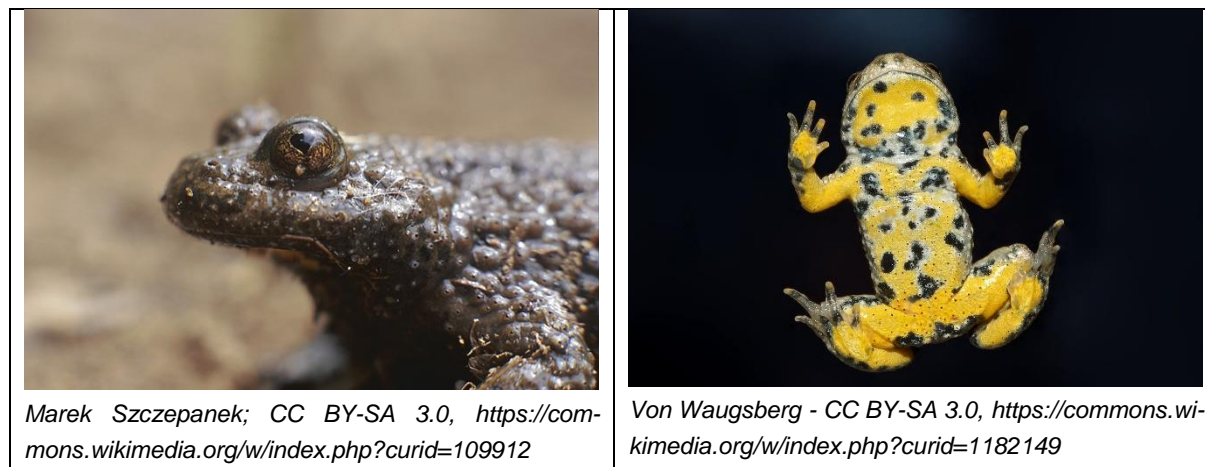 Marek Szczepanek; CC BY-SA 3.0, https://com-
mons.wikimedia.org/w/index.php?curid=109912
Von Waugsberg - CC BY-SA 3.0, https://commons.wi-
kimedia.org/w/index.php?curid=1182149